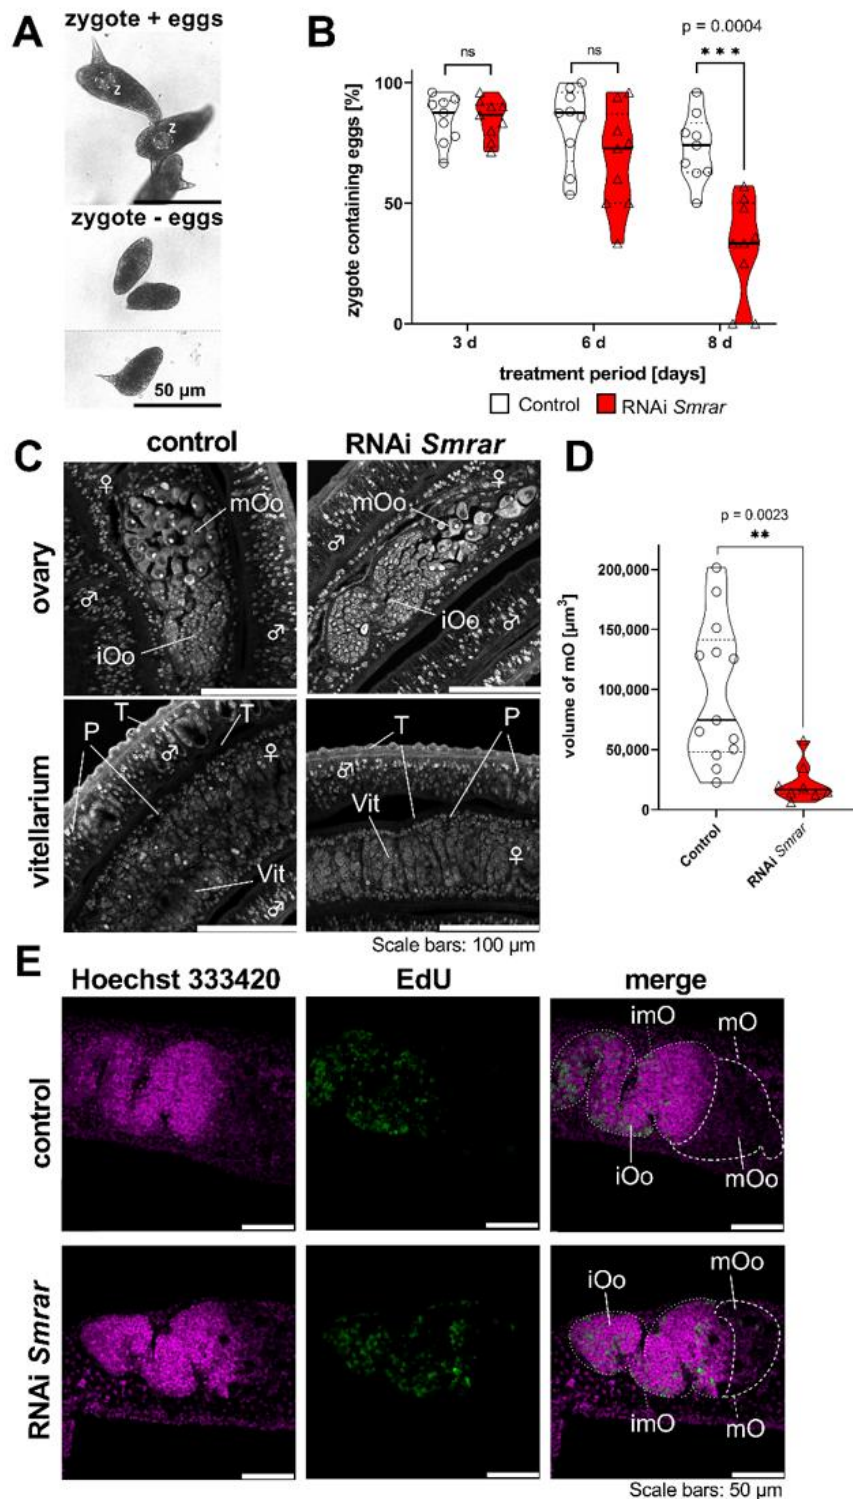 A
zygote + eggs
z
z
zygote - eggs
50 µm
B
p = 0.0004
ns
ns
***
zygote containing eggs [%]
100
50
0
3 d
6 d
8 d
treatment period [days]
Control
RNAi Smrar
C
control
RNAi Smrar
ovary
♀
mOo
♂
iOo
♂
♀
mOo
♂
iOo
♂
vitellarium
T
T
P
♂
♀
Vit
♂
T
P
♂
Vit
♀
Scale bars: 100 µm
D
p = 0.0023
**
volume of mO [µm³]
200,000
150,000
100,000
50,000
0
Control
RNAi Smrar
E
Hoechst 333420
EdU
merge
control
imO
mO
iOo
mOo
RNAi Smrar
iOo
mOo
imO
mO
Scale bars: 50 µm